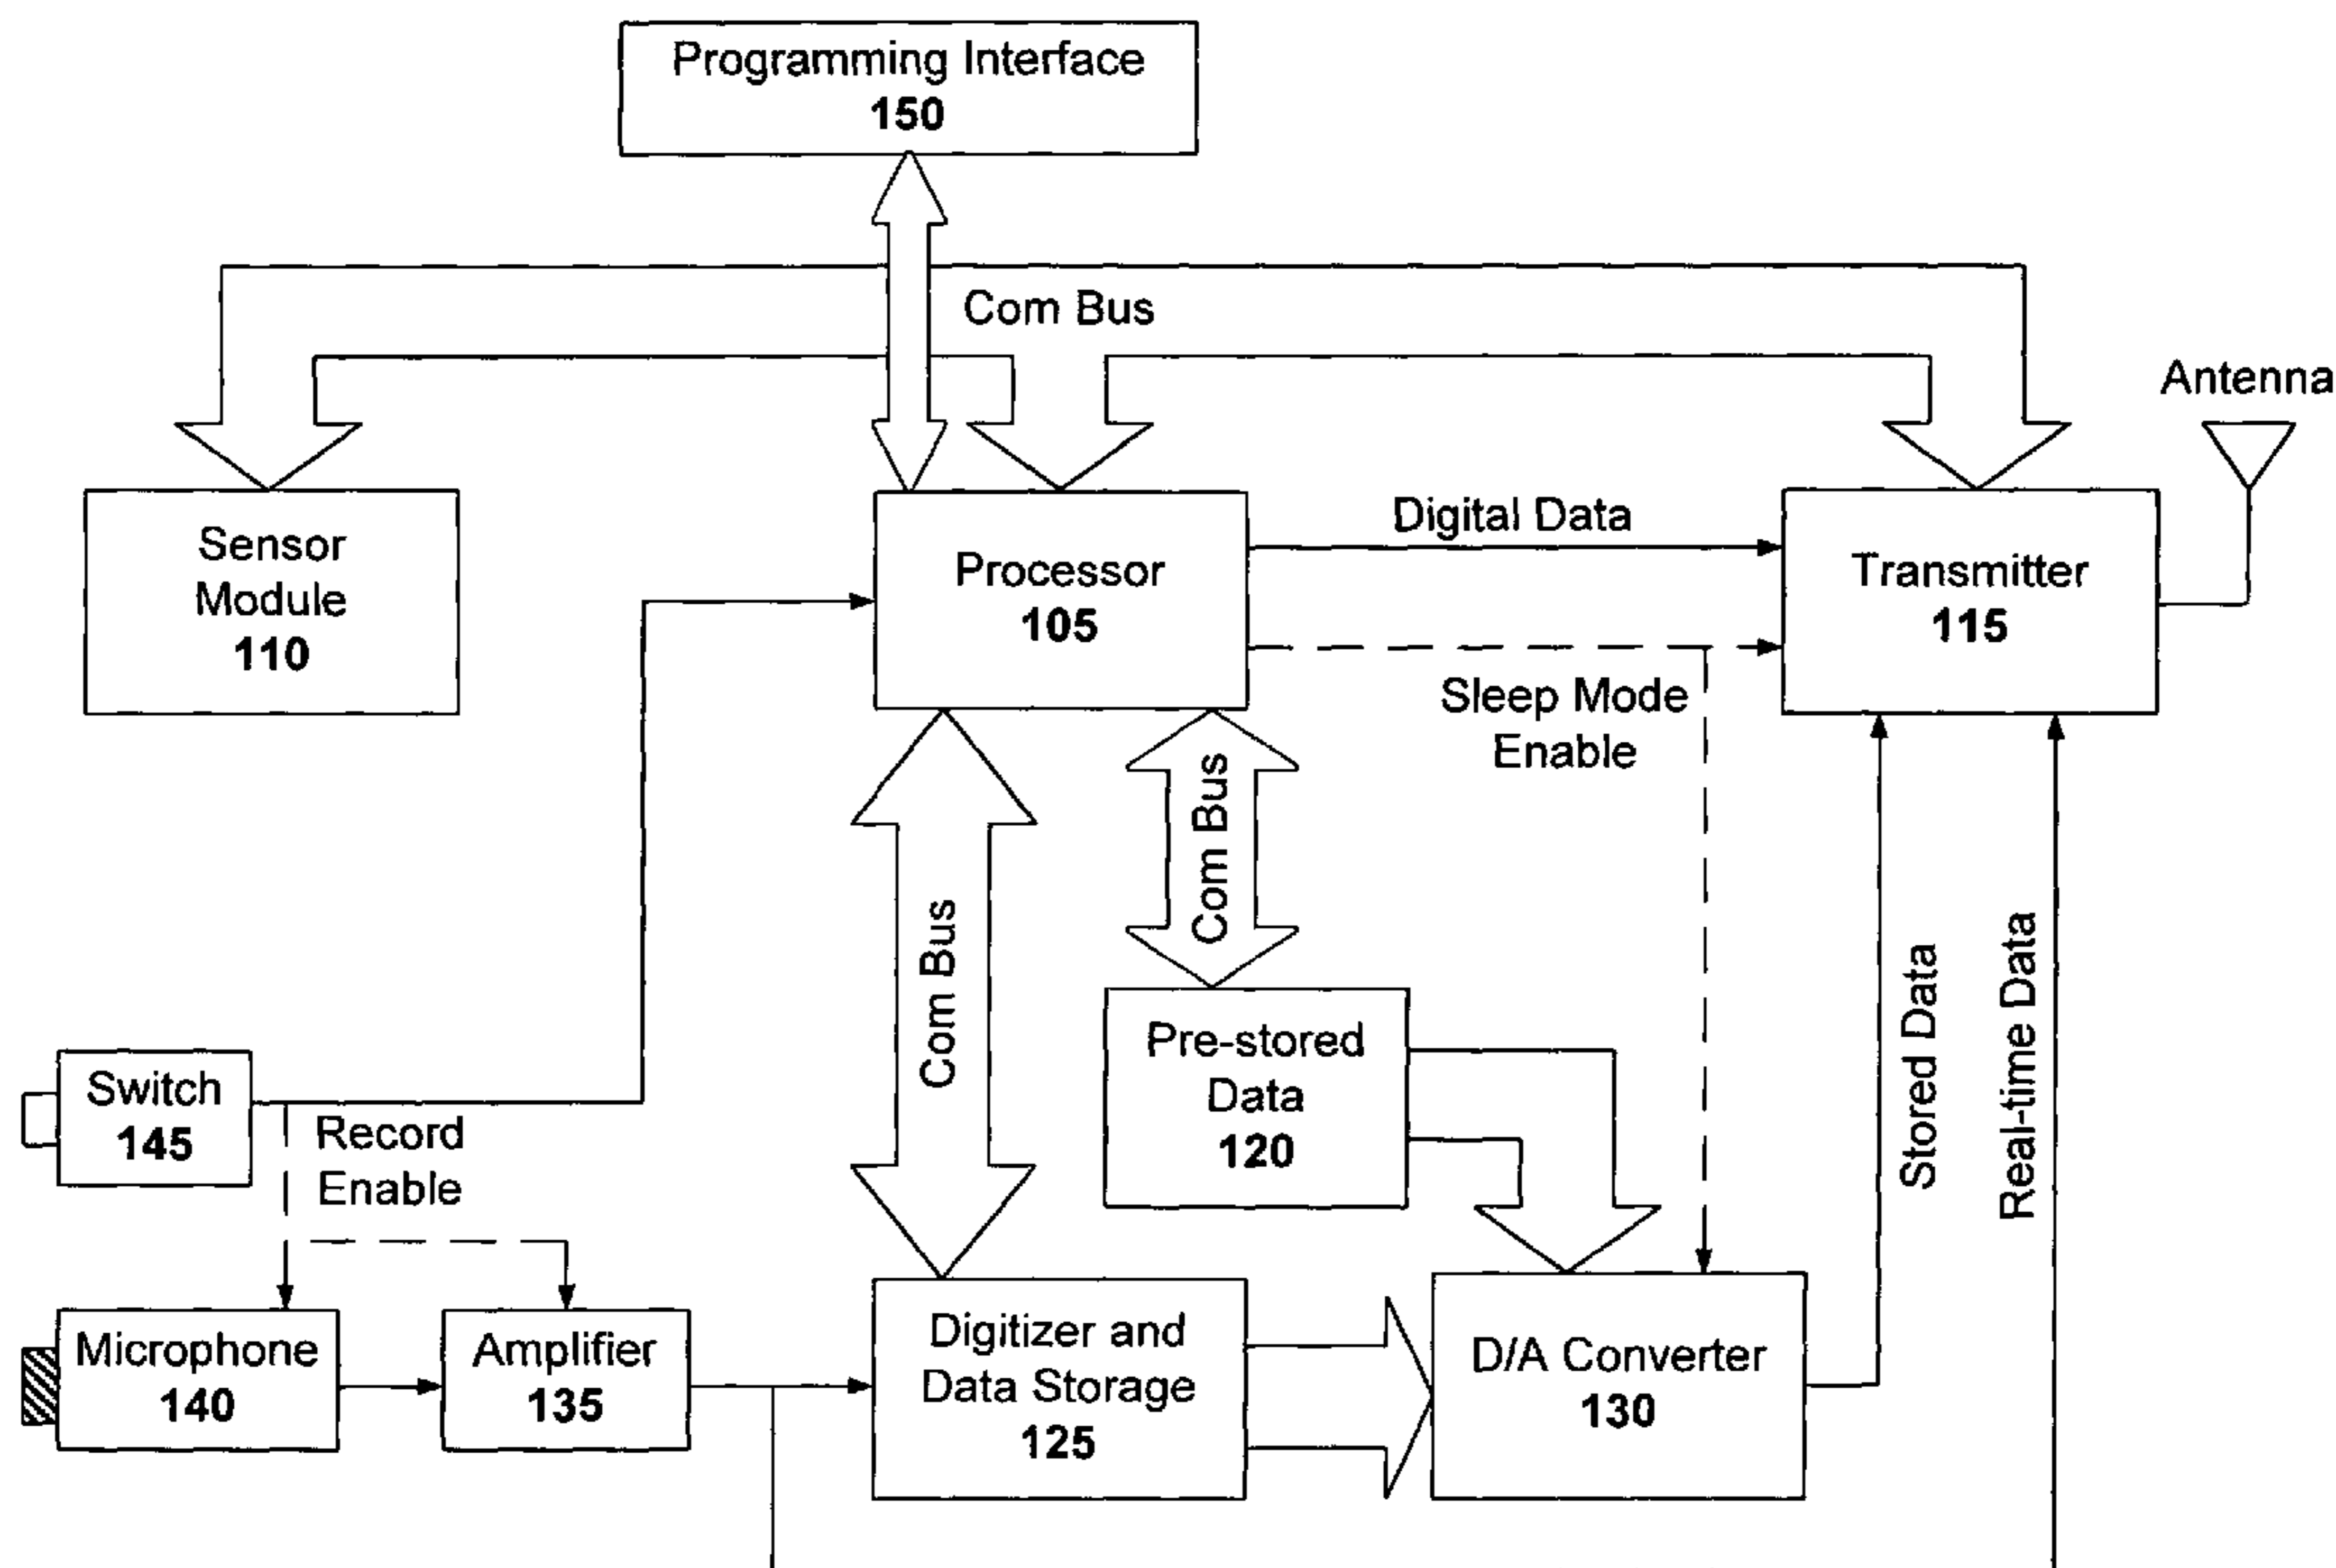 Programming Interface
150
Com Bus
Antenna
Sensor
Module
110
Processor
105
Digital Data
Transmitter
115
Sleep Mode
Enable
Com Bus
Com Bus
Pre-stored
Data
120
Stored Data
Real-time Data
Switch
145
Record
Enable
Microphone
140
Amplifier
135
Digitizer and
Data Storage
125
D/A Converter
130